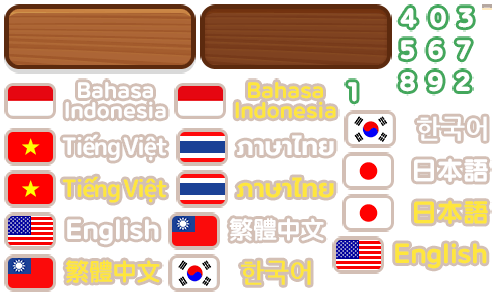 4 0 3
5 6 7
8 9 2
1
Bahasa
Indonesia
Bahasa
Indonesia
한국어
Tiếng Việt
ภาษาไทย
日本語
Tiếng Việt
ภาษาไทย
日本語
English
繁體中文
English
繁體中文
한국어